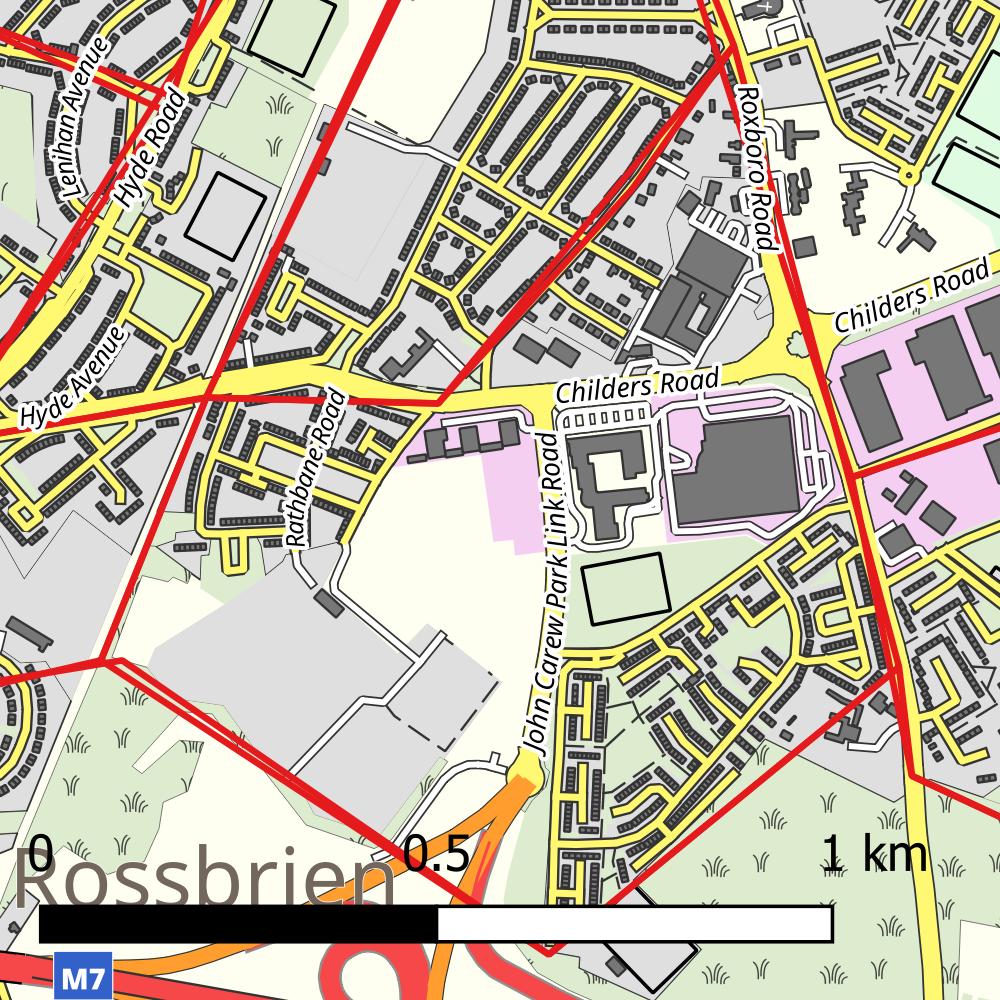 Lenihan Avenue
Hyde Road
Roxboro Road
Childers Road
Hyde Avenue
Childers Road
Rathbane Road
John Carew Park Link Road
0 0.5 1 km
Rossbrien
M7